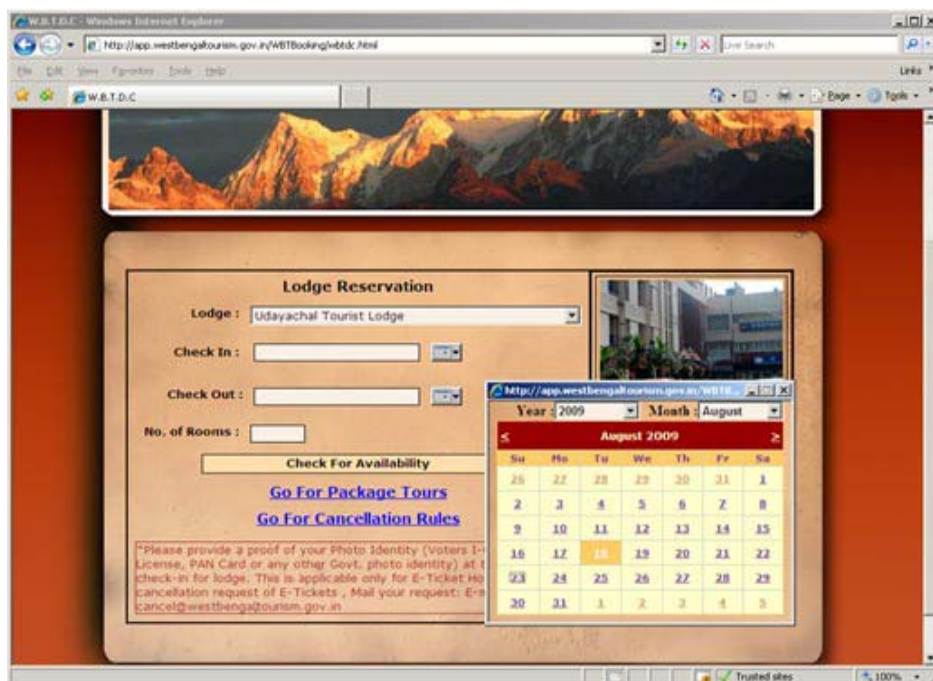 W.B.T.D.C - Windows Internet Explorer
http://app.westbengaltourism.gov.in/WBTBooking/wbtdc.html
Live Search
File Edit View Favorites Tools Help
Links
W.B.T.D.C
Page
Tools
Lodge Reservation
Lodge : Udayachal Tourist Lodge
Check In :
Check Out :
No. of Rooms :
Check For Availability
Go For Package Tours
Go For Cancellation Rules
*Please provide a proof of your Photo Identity (Voters I-
License, PAN Card or any other Govt. photo identity) at t
check-in for lodge. This is applicable only for E-Ticket Ho
cancellation request of E-Tickets , Mail your request: E-m
cancel@westbengaltourism.gov.in
http://app.westbengaltourism.gov.in/WBTB...
Year : 2009 Month : August
< August 2009 >
Su Mo Tu We Th Fr Sa
26 27 28 29 30 31 1
2 3 4 5 6 7 8
9 10 11 12 13 14 15
16 17 18 19 20 21 22
23 24 25 26 27 28 29
30 31 1 2 3 4 5
Trusted sites
100%